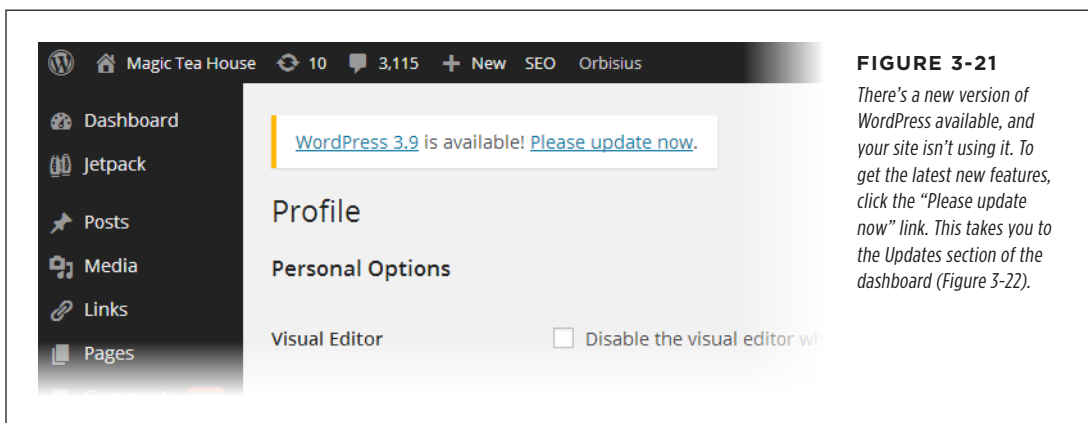 Magic Tea House 10 3,115 + New SEO Orbisius
Dashboard
Jetpack
Posts
Media
Links
Pages
Comments
WordPress 3.9 is available! Please update now.
Profile
Personal Options
Visual Editor
Disable the visual editor wh
FIGURE 3-21
There's a new version of
WordPress available, and
your site isn't using it. To
get the latest new features,
click the “Please update
now” link. This takes you to
the Updates section of the
dashboard (Figure 3-22).